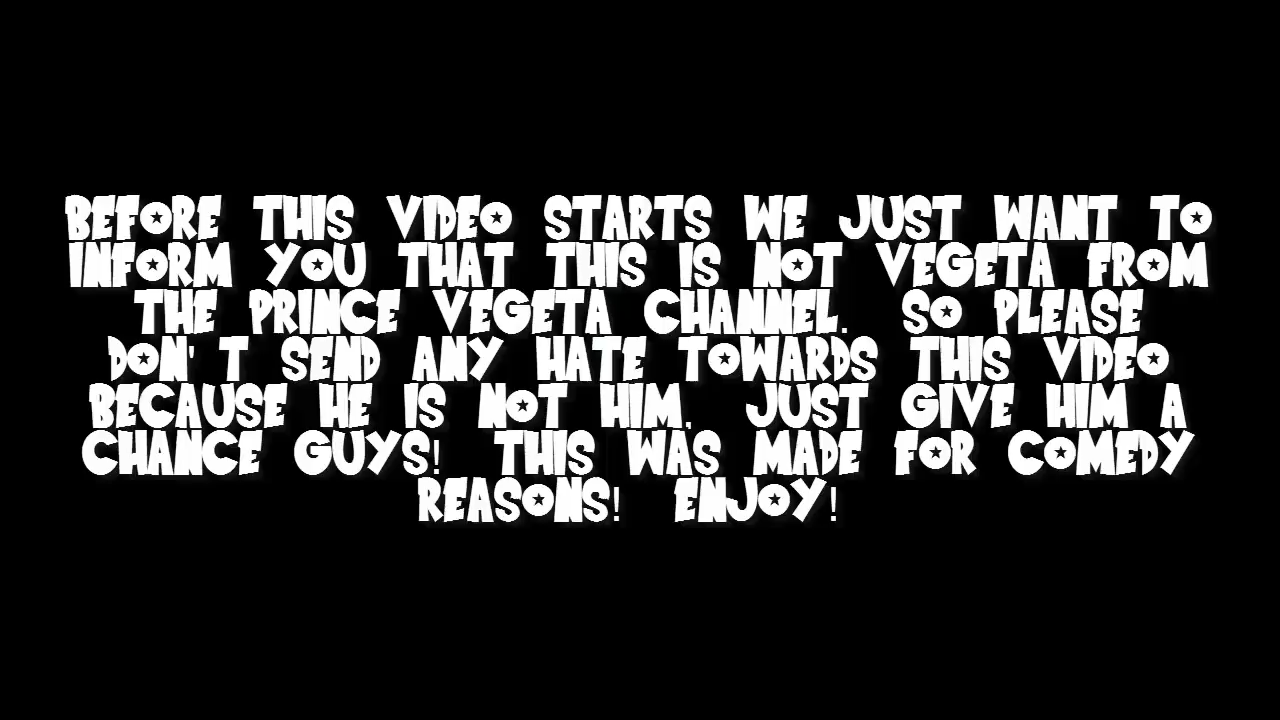 BEFORE THIS VIDEO STARTS WE JUST WANT TO
INFORM YOU THAT THIS IS NOT VEGETA FROM
THE PRINCE VEGETA CHANNEL. SO PLEASE
DON'T SEND ANY HATE TOWARDS THIS VIDEO
BECAUSE HE IS NOT HIM. JUST GIVE HIM A
CHANCE GUYS! THIS WAS MADE FOR COMEDY
REASONS! ENJOY!